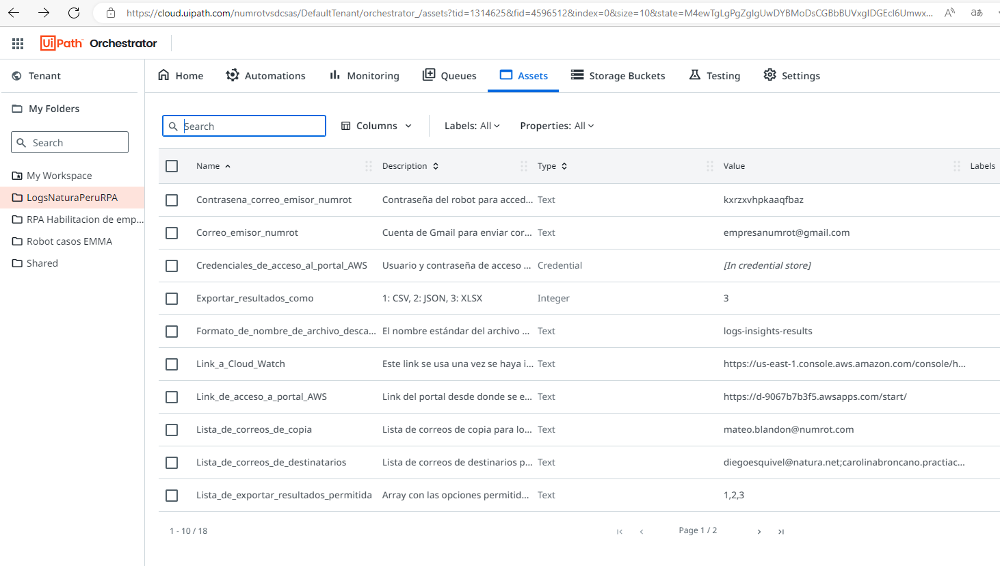 https://cloud.uipath.com/numrotvsdcsas/DefaultTenant/orchestrator_/assets?tid=1314625&fid=4596512&index=0&size=10&state=M4ewTgLgPgZglgUwDYBMoDsCGBbBUVxgIDGEcI6Umwx...
UiPath Orchestrator
Tenant
Home Automations Monitoring Queues Assets Storage Buckets Testing Settings
My Folders
Search
My Workspace
LogsNaturaPeruRPA
RPA Habilitacion de emp...
Robot casos EMMA
Shared
Search Columns Labels: All Properties: All
Name Description Type Value Labels
Contrasena_correo_emisor_numrot Contraseña del robot para acced... Text kxrzxvhpkaaqfbaz
Correo_emisor_numrot Cuenta de Gmail para enviar cor... Text empresanumrot@gmail.com
Credenciales_de_acceso_al_portal_AWS Usuario y contraseña de acceso ... Credential [In credential store]
Exportar_resultados_como 1: CSV, 2: JSON, 3: XLSX Integer 3
Formato_de_nombre_de_archivo_desca... El nombre estándar del archivo ... Text logs-insights-results
Link_a_Cloud_Watch Este link se usa una vez se haya i... Text https://us-east-1.console.aws.amazon.com/console/h...
Link_de_acceso_a_portal_AWS Link del portal desde donde se e... Text https://d-9067b7b3f5.awsapps.com/start/
Lista_de_correos_de_copia Lista de correos de copia para lo... Text mateo.blandon@numrot.com
Lista_de_correos_de_destinatarios Lista de correos de destinarios p... Text diegoesquivel@natura.net;carolinabroncano.practiac...
Lista_de_exportar_resultados_permitida Array con las opciones permitid... Text 1,2,3
1 - 10 / 18 Page 1 / 2